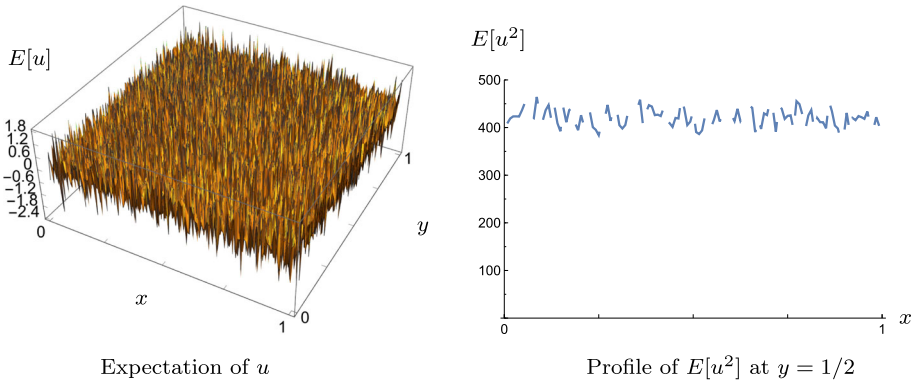 E[u]
1.8
1.2
0.6
0
−0.6
−1.2
−1.8
−2.4
0
x
1
0
y
1
Expectation of u
E[u²]
500
400
300
200
100
0
1
x
Profile of E[u²] at y = 1/2